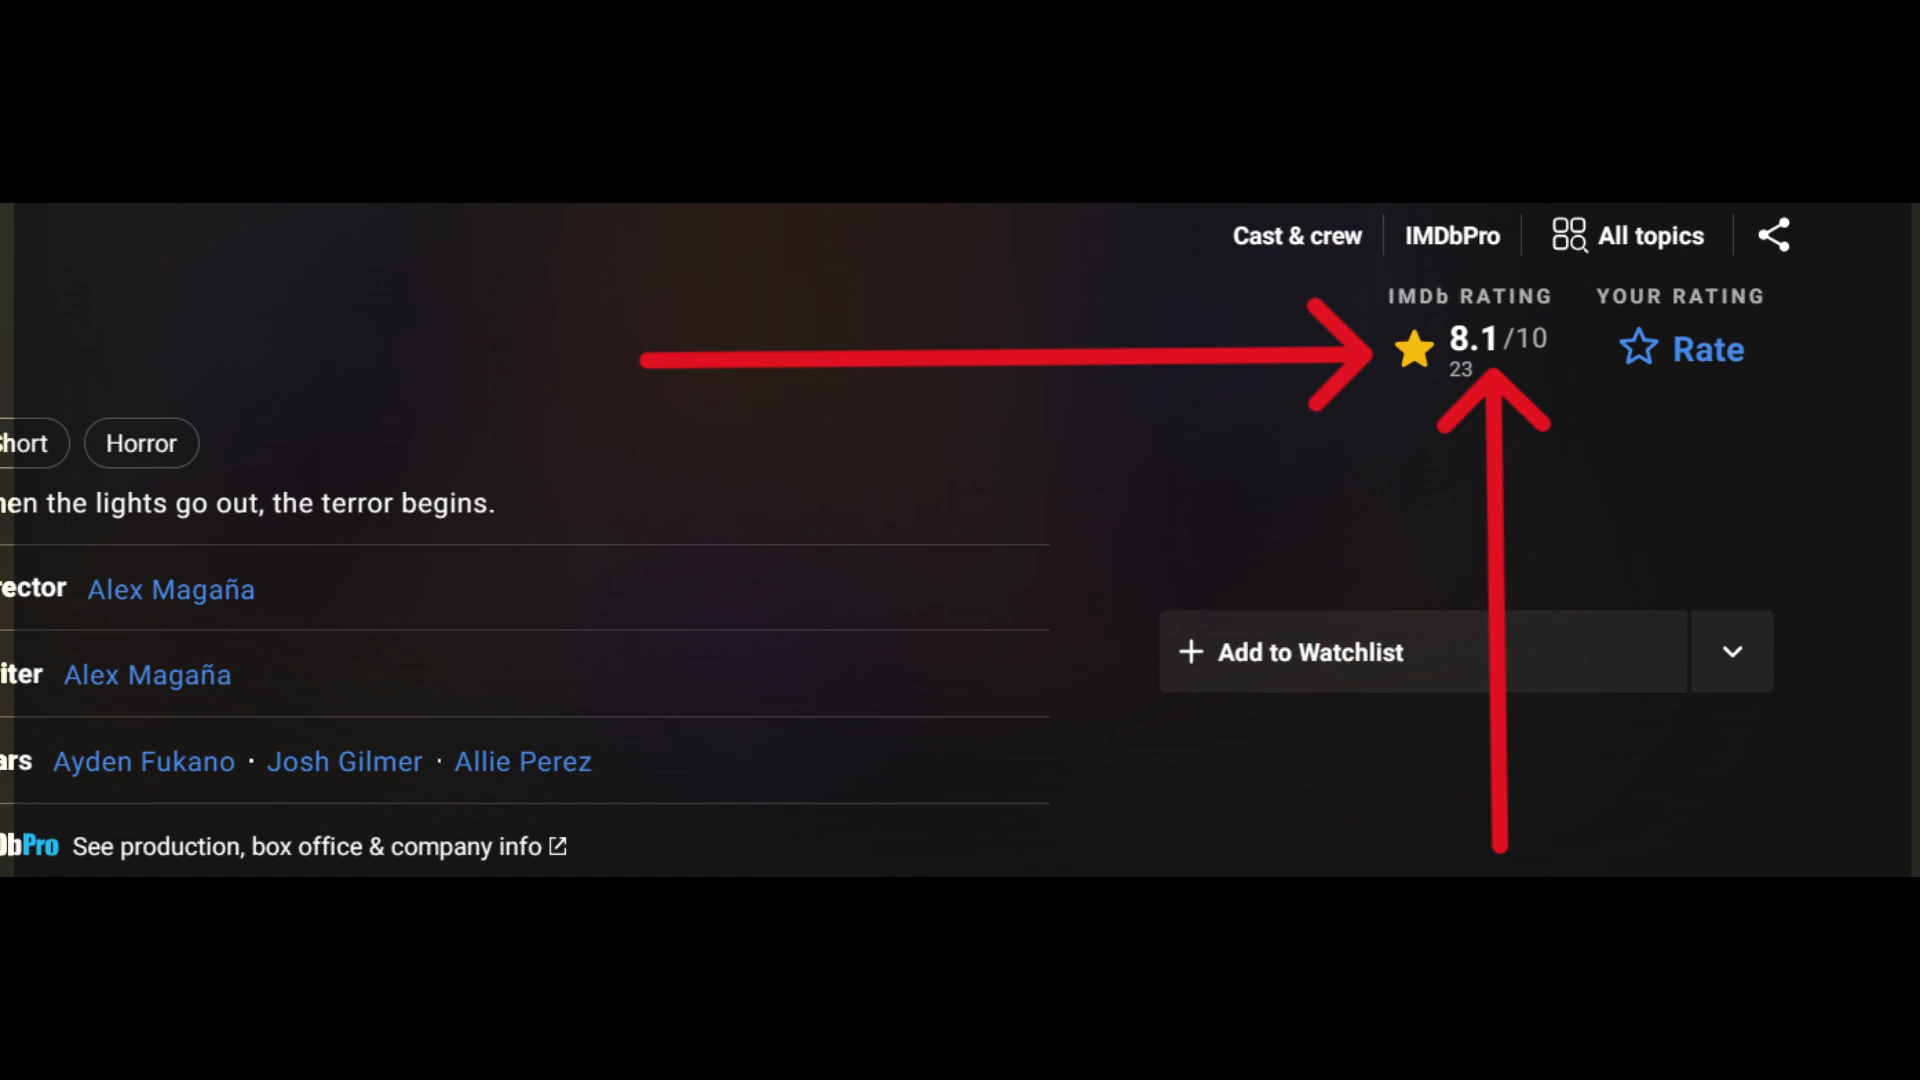 Cast & crew IMDbPro All topics
IMDb RATING YOUR RATING
8.1/10 Rate
23
Short Horror
hen the lights go out, the terror begins.
rector Alex Magaña
iter Alex Magaña
ars Ayden Fukano · Josh Gilmer · Allie Perez
DbPro See production, box office & company info
Add to Watchlist